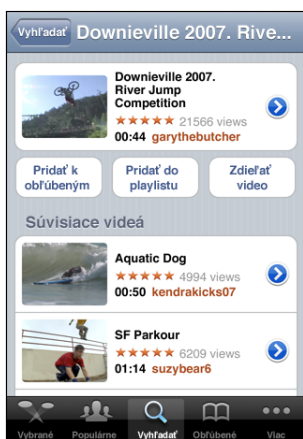 Vyhľadať Downieville 2007. Rive...
Downieville 2007.
River Jump
Competition
21566 views
00:44 garythebutcher
Pridať k
obľúbeným
Pridať do
playlistu
Zdieľať
video
Súvisiace videá
Aquatic Dog
4994 views
00:50 kendrakicks07
SF Parkour
6209 views
01:14 suzybear6
Vybrané Populárne Vyhľadať Obľúbené Viac